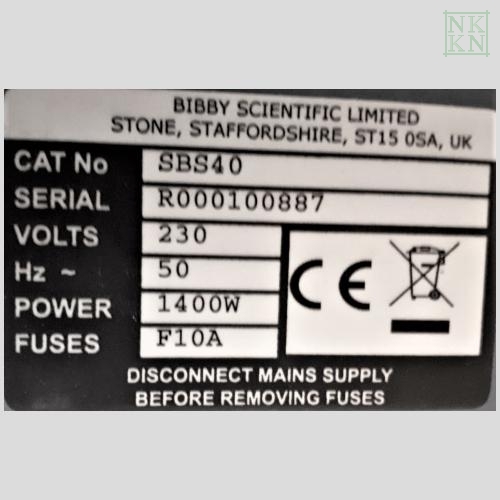 NK
KN
BIBBY SCIENTIFIC LIMITED
STONE, STAFFORDSHIRE, ST15 0SA, UK
CAT No SBS40
SERIAL R000100887
VOLTS 230
Hz ~ 50
POWER 1400W
FUSES F10A
CE
DISCONNECT MAINS SUPPLY
BEFORE REMOVING FUSES